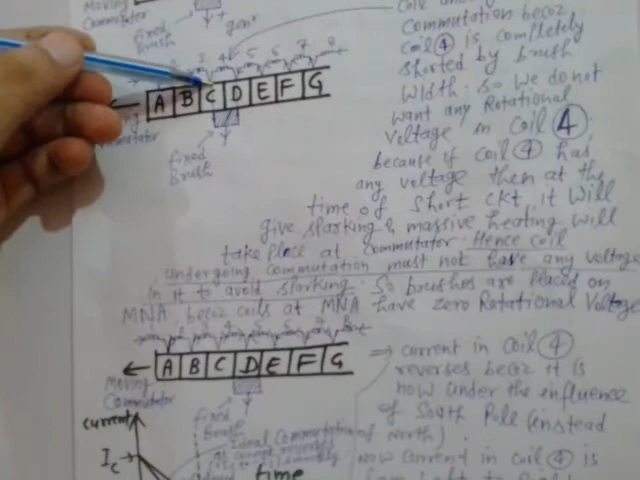 Moving
Commutator
fixed
Brush
gear
commutation becoz
coil 4 is completely
shorted by brush
width. so we do not
want any Rotational
Voltage in coil 4,
because if coil 4 has
any voltage then at the
time of short ckt it will
give sparking & massive heating will
take place at commutator. Hence coil
undergoing commutation must not have any voltage
in it to avoid sparking. So brushes are placed on
MNA becoz coils at MNA have zero Rotational Voltage
3 4 5 6 7 8
A B C D E F G
fixed
Brush
A B C D E F G
Moving
Commutator
fixed
Brush
⇒ current in coil 4
reverses becoz it is
now under the influence
of South Pole (instead
of North).
now current in coil 4 is
current
Ic
Ideal Commutation
time